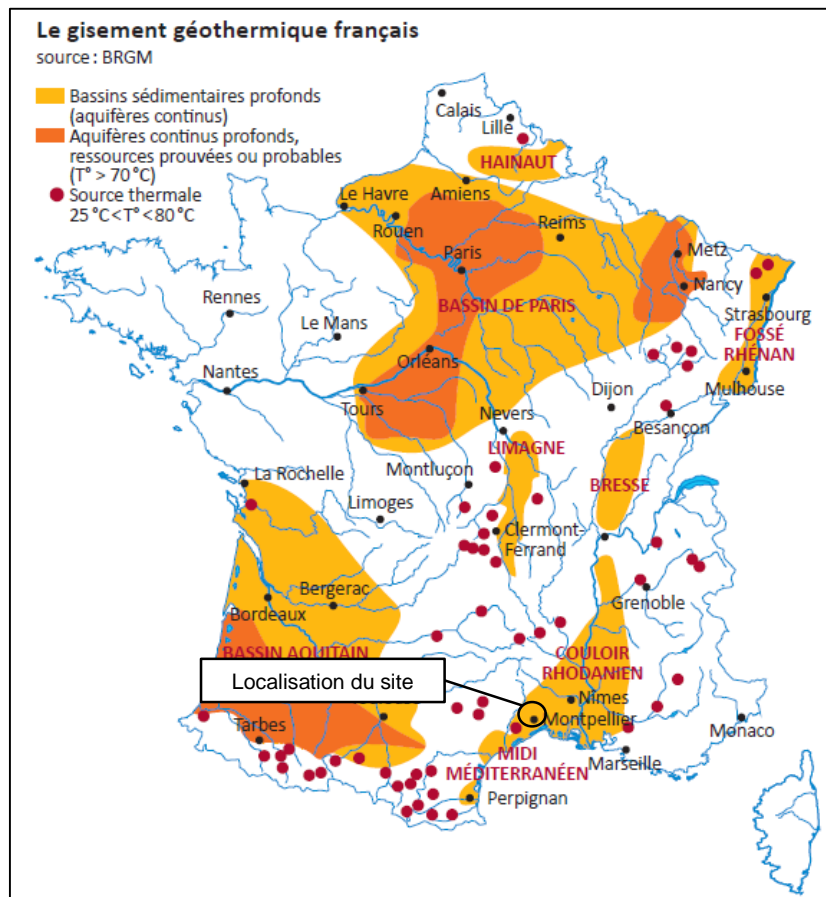 Le gisement géothermique français
source : BRGM
Bassins sédimentaires profonds
(aquifères continus)
Aquifères continus profonds,
ressources prouvées ou probables
(T° > 70 °C)
Source thermale
25 °C < T° < 80 °C
Calais
Lille
HAINAUT
Amiens
Le Havre
Rouen
Reims
Paris
Metz
Nancy
BASSIN DE PARIS
Strasbourg
FOSSÉ
RHÉNAN
Mulhouse
Rennes
Le Mans
Orléans
Nantes
Tours
Nevers
Dijon
Besançon
LIMAGNE
Montluçon
BRESSE
La Rochelle
Limoges
Clermont-
Ferrand
Grenoble
Bergerac
Bordeaux
BASSIN AQUITAIN
COULOIR
RHODANIEN
Localisation du site
Nîmes
Montpellier
Tarbes
Monaco
Marseille
MIDI
MÉDITERRANÉEN
Perpignan